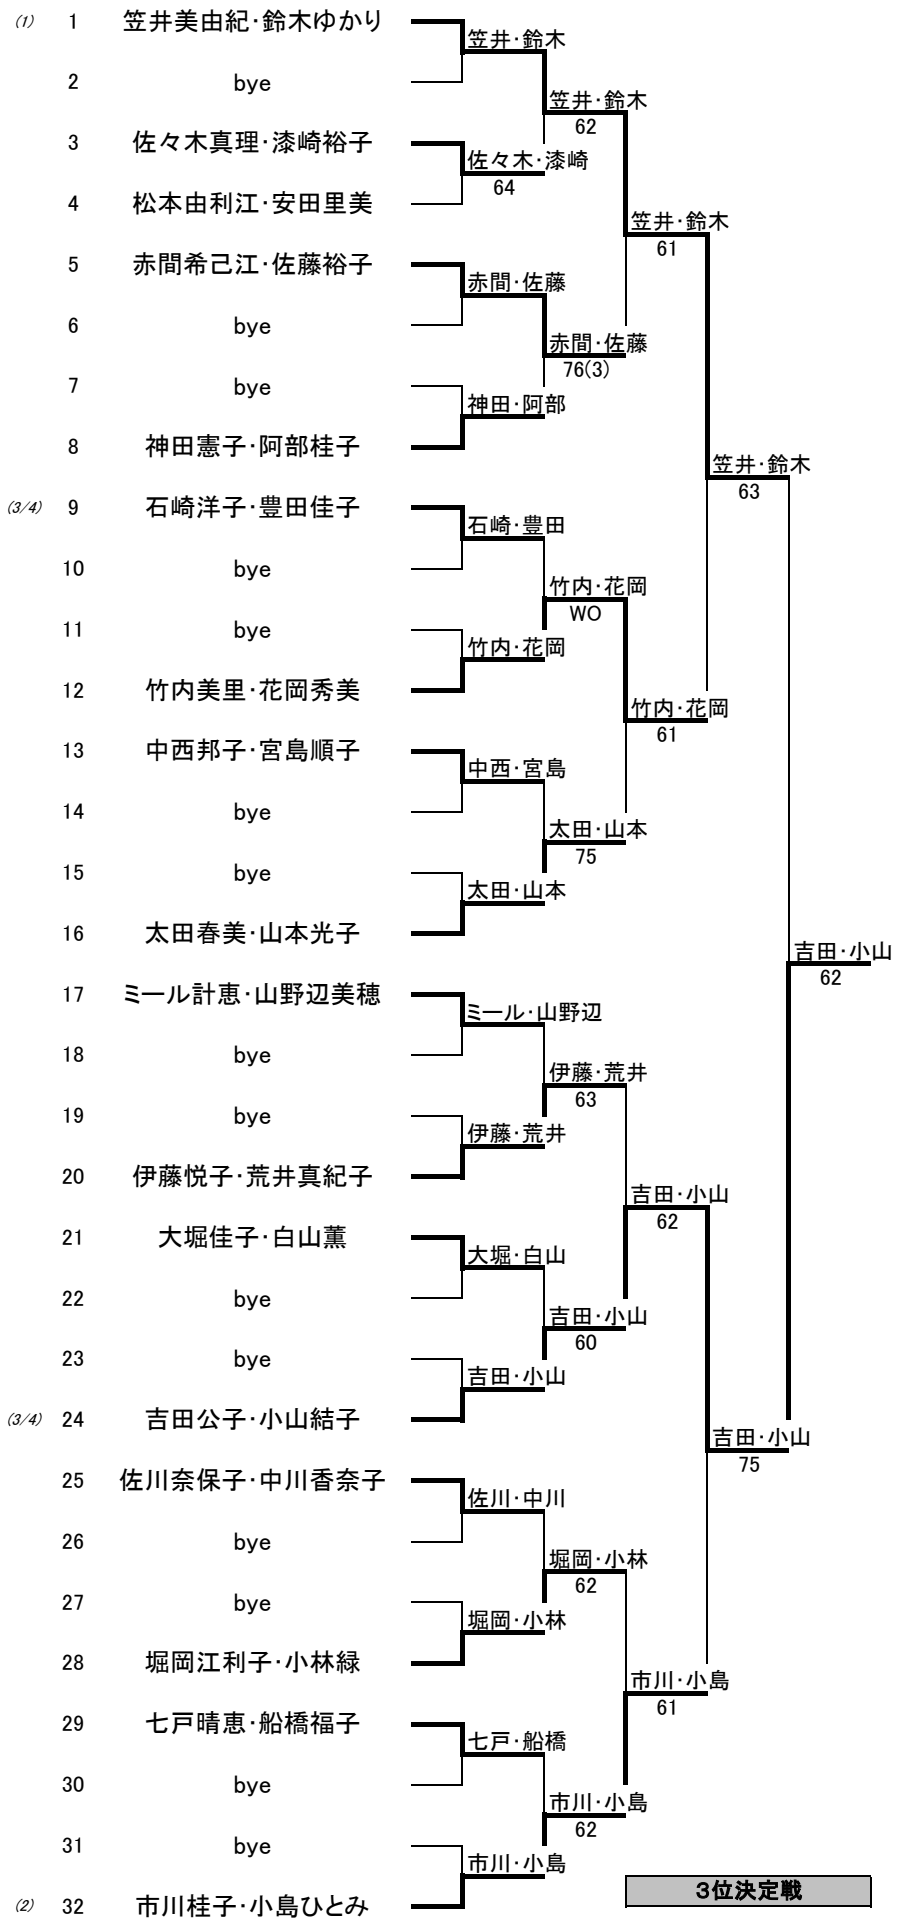 (1) 1 笠井美由紀・鈴木ゆかり
笠井・鈴木
2 bye
笠井・鈴木
62
3 佐々木真理・漆崎裕子
佐々木・漆崎
64
4 松本由利江・安田里美
笠井・鈴木
61
5 赤間希己江・佐藤裕子
赤間・佐藤
6 bye
赤間・佐藤
76(3)
7 bye
神田・阿部
8 神田憲子・阿部桂子
笠井・鈴木
63
(3/4) 9 石崎洋子・豊田佳子
石崎・豊田
10 bye
竹内・花岡
WO
11 bye
竹内・花岡
12 竹内美里・花岡秀美
竹内・花岡
61
13 中西邦子・宮島順子
中西・宮島
14 bye
太田・山本
75
15 bye
太田・山本
16 太田春美・山本光子
吉田・小山
62
17 ミール計恵・山野辺美穂
ミール・山野辺
18 bye
伊藤・荒井
63
19 bye
伊藤・荒井
20 伊藤悦子・荒井真紀子
吉田・小山
62
21 大堀佳子・白山薫
大堀・白山
22 bye
吉田・小山
60
23 bye
吉田・小山
(3/4) 24 吉田公子・小山結子
吉田・小山
75
25 佐川奈保子・中川香奈子
佐川・中川
26 bye
堀岡・小林
62
27 bye
堀岡・小林
28 堀岡江利子・小林緑
市川・小島
61
29 七戸晴恵・船橋福子
七戸・船橋
30 bye
市川・小島
62
31 bye
市川・小島
３位決定戦
(2) 32 市川桂子・小島ひとみ